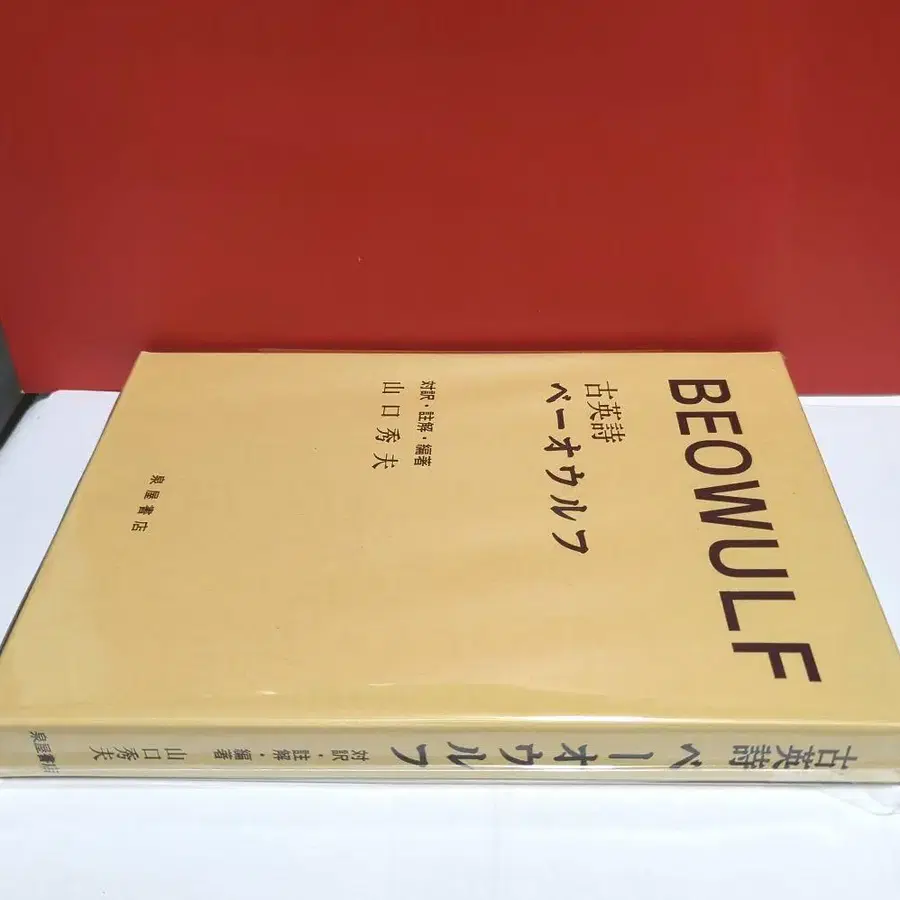 BEOWULF
古英詩
ベーオウルフ
対訳・註解・編著
山口秀夫
泉屋書店
古英詩 ベーオウルフ 対訳・註解・編著 山口秀夫 泉屋書店